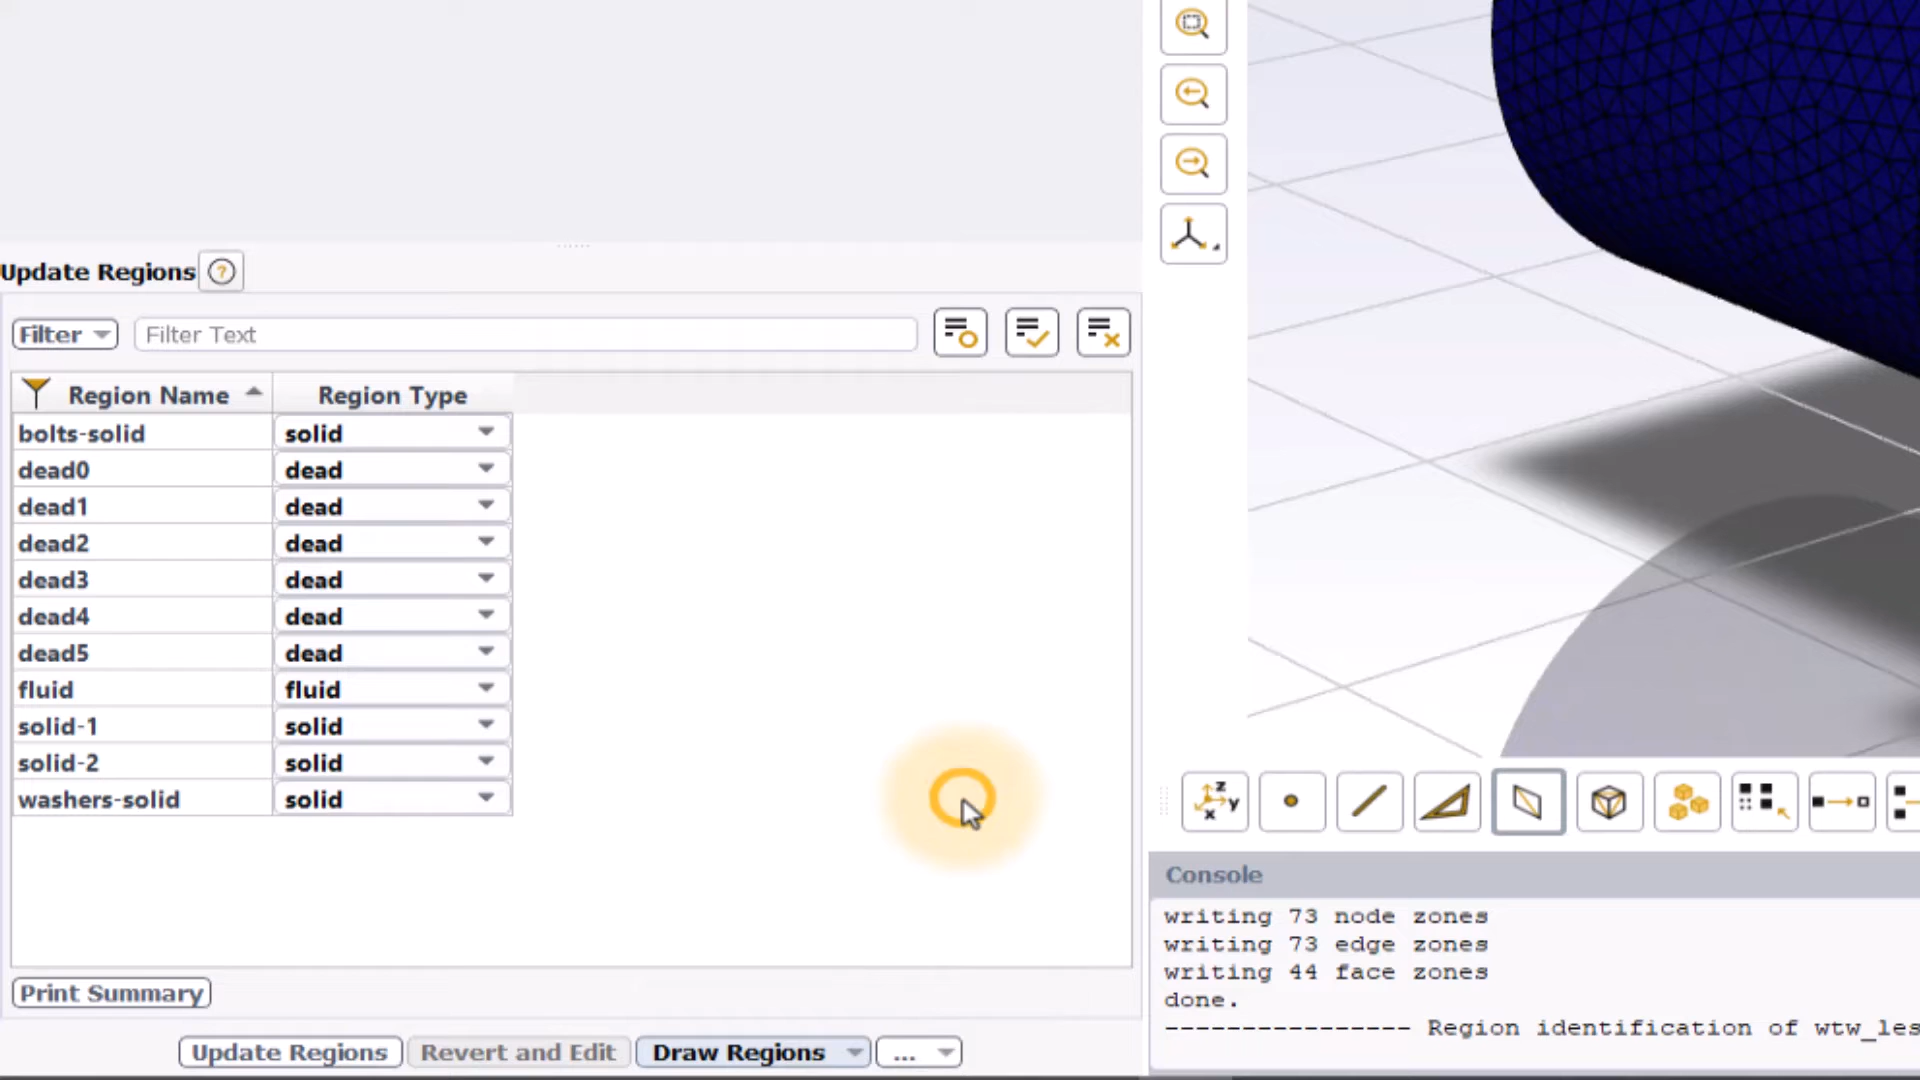 Update Regions ?
Filter Filter Text
Region Name Region Type
bolts-solid solid
dead0 dead
dead1 dead
dead2 dead
dead3 dead
dead4 dead
dead5 dead
fluid fluid
solid-1 solid
solid-2 solid
washers-solid solid
Print Summary
Update Regions Revert and Edit Draw Regions ...
z
y
x
Console
writing 73 node zones
writing 73 edge zones
writing 44 face zones
done.
---------------- Region identification of wtw_les